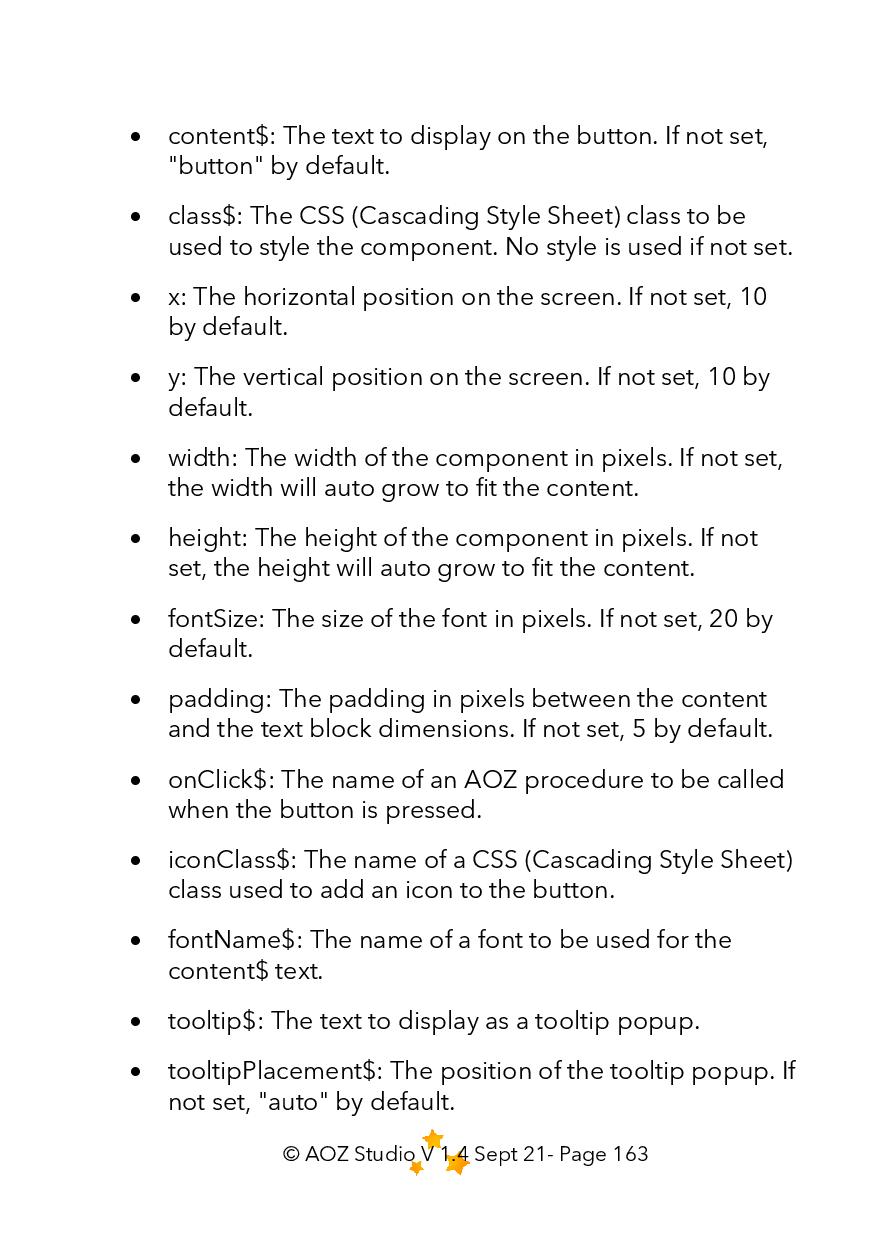 • content$: The text to display on the button. If not set,
"button" by default.
• class$: The CSS (Cascading Style Sheet) class to be
used to style the component. No style is used if not set.
• x: The horizontal position on the screen. If not set, 10
by default.
• y: The vertical position on the screen. If not set, 10 by
default.
• width: The width of the component in pixels. If not set,
the width will auto grow to fit the content.
• height: The height of the component in pixels. If not
set, the height will auto grow to fit the content.
• fontSize: The size of the font in pixels. If not set, 20 by
default.
• padding: The padding in pixels between the content
and the text block dimensions. If not set, 5 by default.
• onClick$: The name of an AOZ procedure to be called
when the button is pressed.
• iconClass$: The name of a CSS (Cascading Style Sheet)
class used to add an icon to the button.
• fontName$: The name of a font to be used for the
content$ text.
• tooltip$: The text to display as a tooltip popup.
• tooltipPlacement$: The position of the tooltip popup. If
not set, "auto" by default.
© AOZ Studio V 1.4 Sept 21- Page 163